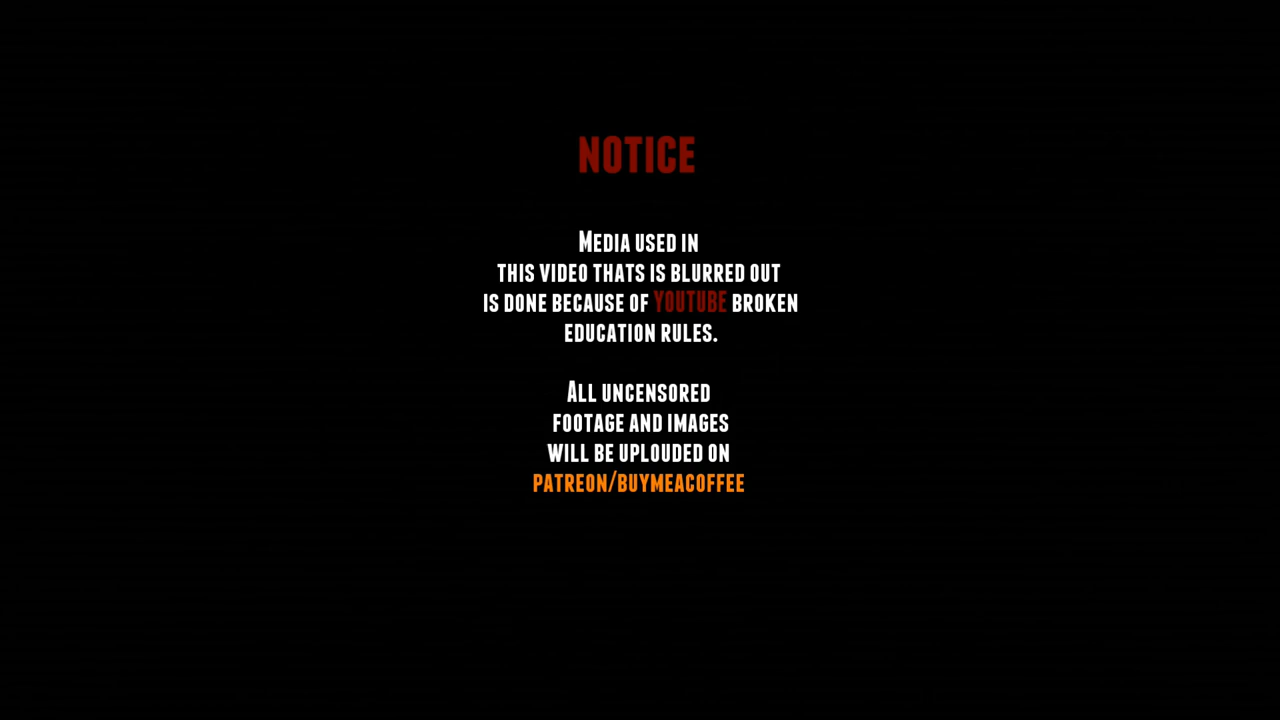 NOTICE
MEDIA USED IN
THIS VIDEO THATS IS BLURRED OUT
IS DONE BECAUSE OF YOUTUBE BROKEN
EDUCATION RULES.
ALL UNCENSORED
FOOTAGE AND IMAGES
WILL BE UPLOUDED ON
PATREON/BUYMEACOFFEE